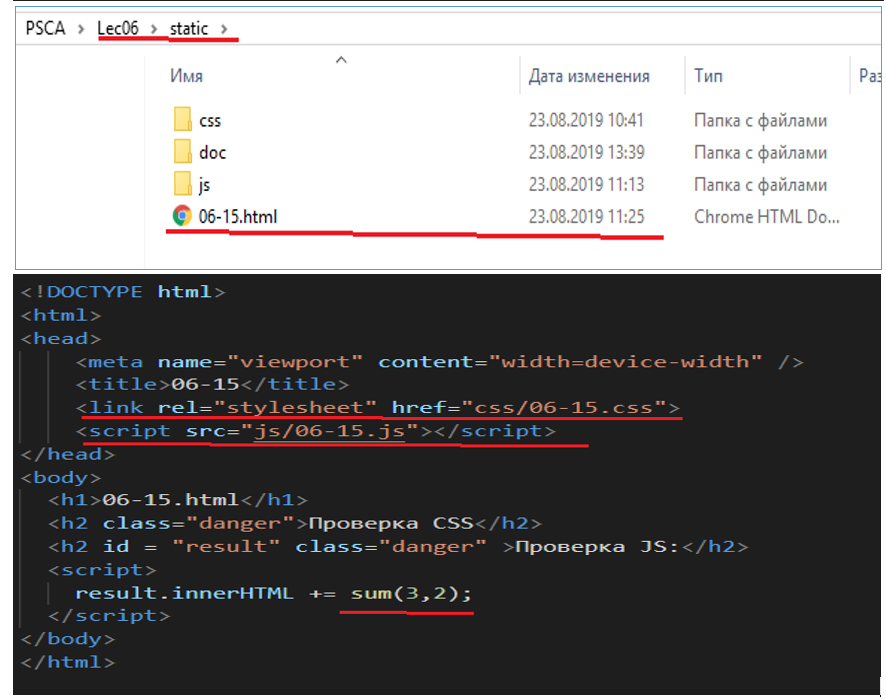 PSCA > Lec06 > static >
Имя Дата изменения Тип Раз
css 23.08.2019 10:41 Папка с файлами
doc 23.08.2019 13:39 Папка с файлами
js 23.08.2019 11:13 Папка с файлами
06-15.html 23.08.2019 11:25 Chrome HTML Do...
<!DOCTYPE html>
<html>
<head>
<meta name="viewport" content="width=device-width" />
<title>06-15</title>
<link rel="stylesheet" href="css/06-15.css">
<script src="js/06-15.js"></script>
</head>
<body>
<h1>06-15.html</h1>
<h2 class="danger">Проверка CSS</h2>
<h2 id = "result" class="danger" >Проверка JS:</h2>
<script>
result.innerHTML += sum(3,2);
</script>
</body>
</html>